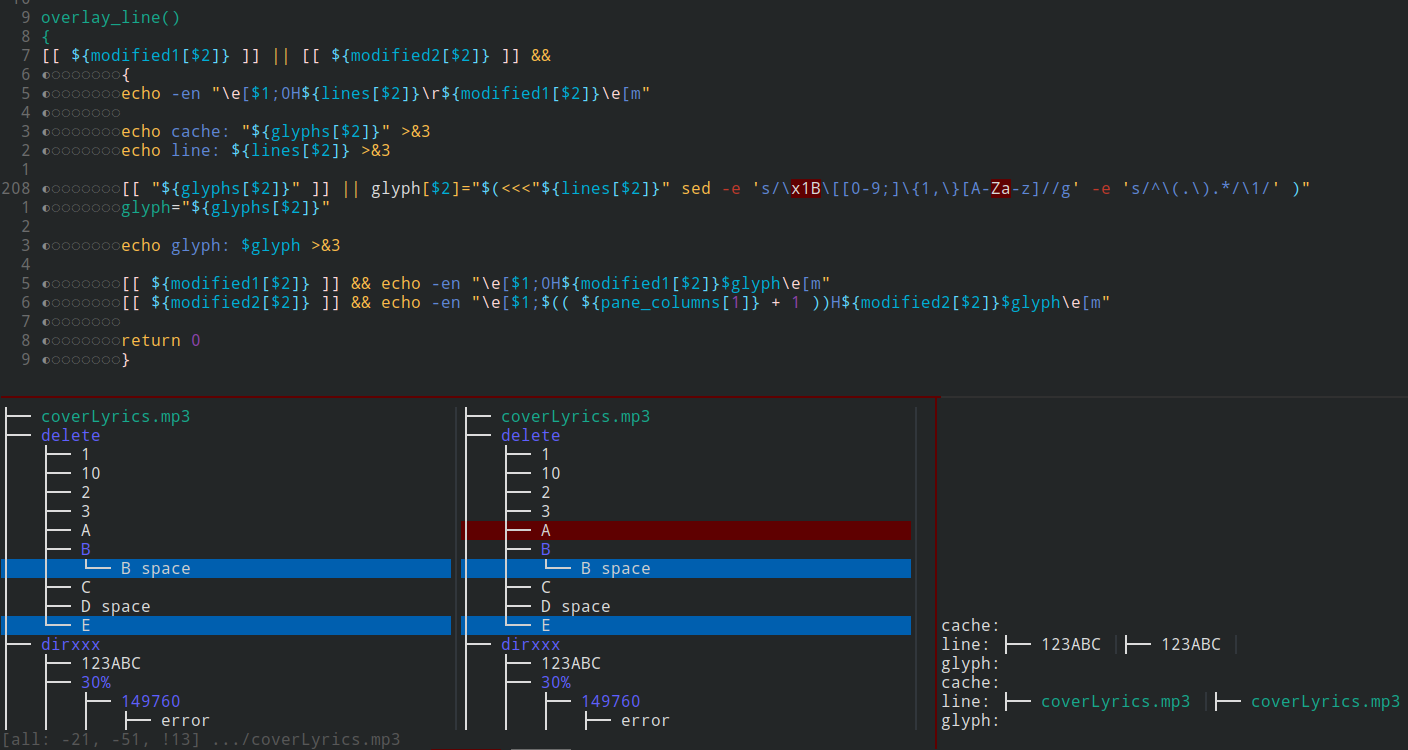 10
9 overlay_line()
8 {
7 [[ ${modified1[$2]} ]] || [[ ${modified2[$2]} ]] &&
6 {
5 echo -en "\e[$1;0H${lines[$2]}\r${modified1[$2]}\e[m"
4
3 echo cache: "${glyphs[$2]}" >&3
2 echo line: ${lines[$2]} >&3
1
208 [[ "${glyphs[$2]}" ]] || glyph[$2]="$(<<<"${lines[$2]}" sed -e 's/\x1B\[[0-9;]\{1,\}[A-Za-z]//g' -e 's/^\(.\).*/\1/' )"
1 glyph="${glyphs[$2]}"
2
3 echo glyph: $glyph >&3
4
5 [[ ${modified1[$2]} ]] && echo -en "\e[$1;0H${modified1[$2]}$glyph\e[m"
6 [[ ${modified2[$2]} ]] && echo -en "\e[$1;$(( ${pane_columns[1]} + 1 ))H${modified2[$2]}$glyph\e[m"
7
8 return 0
9 }
├── coverLyrics.mp3
├── delete
│   ├── 1
│   ├── 10
│   ├── 2
│   ├── 3
│   ├── A
│   ├── B
│   │   └── B space
│   ├── C
│   ├── D space
│   └── E
├── dirxxx
│   ├── 123ABC
│   ├── 30%
│   │   ├── 149760
│   │   │   ├── error
├── coverLyrics.mp3
├── delete
│   ├── 1
│   ├── 10
│   ├── 2
│   ├── 3
│   ├── A
│   ├── B
│   │   └── B space
│   ├── C
│   ├── D space
│   └── E
├── dirxxx
│   ├── 123ABC
│   ├── 30%
│   │   ├── 149760
│   │   │   ├── error
[all: -21, -51, !13] .../coverLyrics.mp3
cache:
line: ├── 123ABC │├── 123ABC │
glyph:
cache:
line: ├── coverLyrics.mp3 │├── coverLyrics.mp3
glyph: